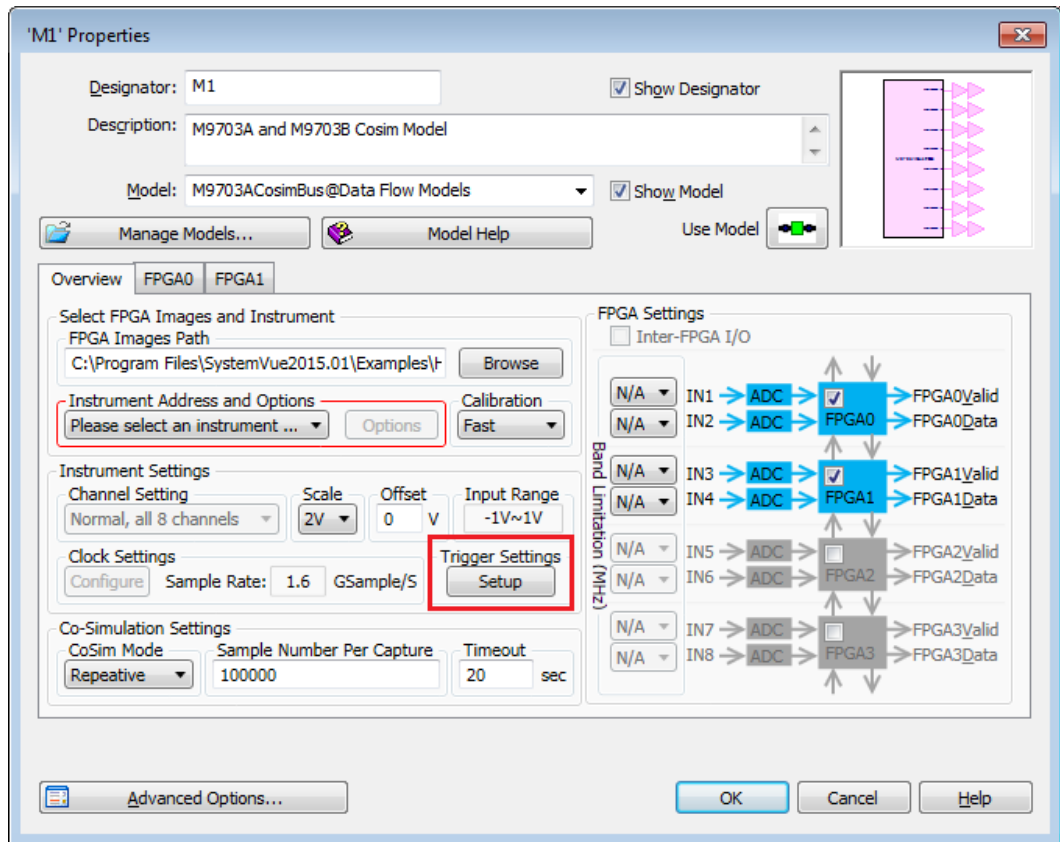 'M1' Properties
Designator: M1
Show Designator
Description: M9703A and M9703B Cosim Model
Model: M9703ACosimBus@Data Flow Models
Show Model
Manage Models...
Model Help
Use Model
Overview FPGA0 FPGA1
Select FPGA Images and Instrument
FPGA Images Path
C:\Program Files\SystemVue2015.01\Examples\H
Browse
Instrument Address and Options
Please select an instrument ...
Options
Calibration
Fast
Instrument Settings
Channel Setting
Normal, all 8 channels
Scale
2V
Offset
0 V
Input Range
-1V~1V
Clock Settings
Configure Sample Rate: 1.6 GSample/S
Trigger Settings
Setup
Co-Simulation Settings
CoSim Mode
Repeative
Sample Number Per Capture
100000
Timeout
20 sec
FPGA Settings
Inter-FPGA I/O
Band Limitation (MHz)
N/A IN1 ADC FPGA0Valid
N/A IN2 ADC FPGA0 FPGA0Data
N/A IN3 ADC FPGA1Valid
N/A IN4 ADC FPGA1 FPGA1Data
N/A IN5 ADC FPGA2Valid
N/A IN6 ADC FPGA2 FPGA2Data
N/A IN7 ADC FPGA3Valid
N/A IN8 ADC FPGA3 FPGA3Data
Advanced Options...
OK
Cancel
Help